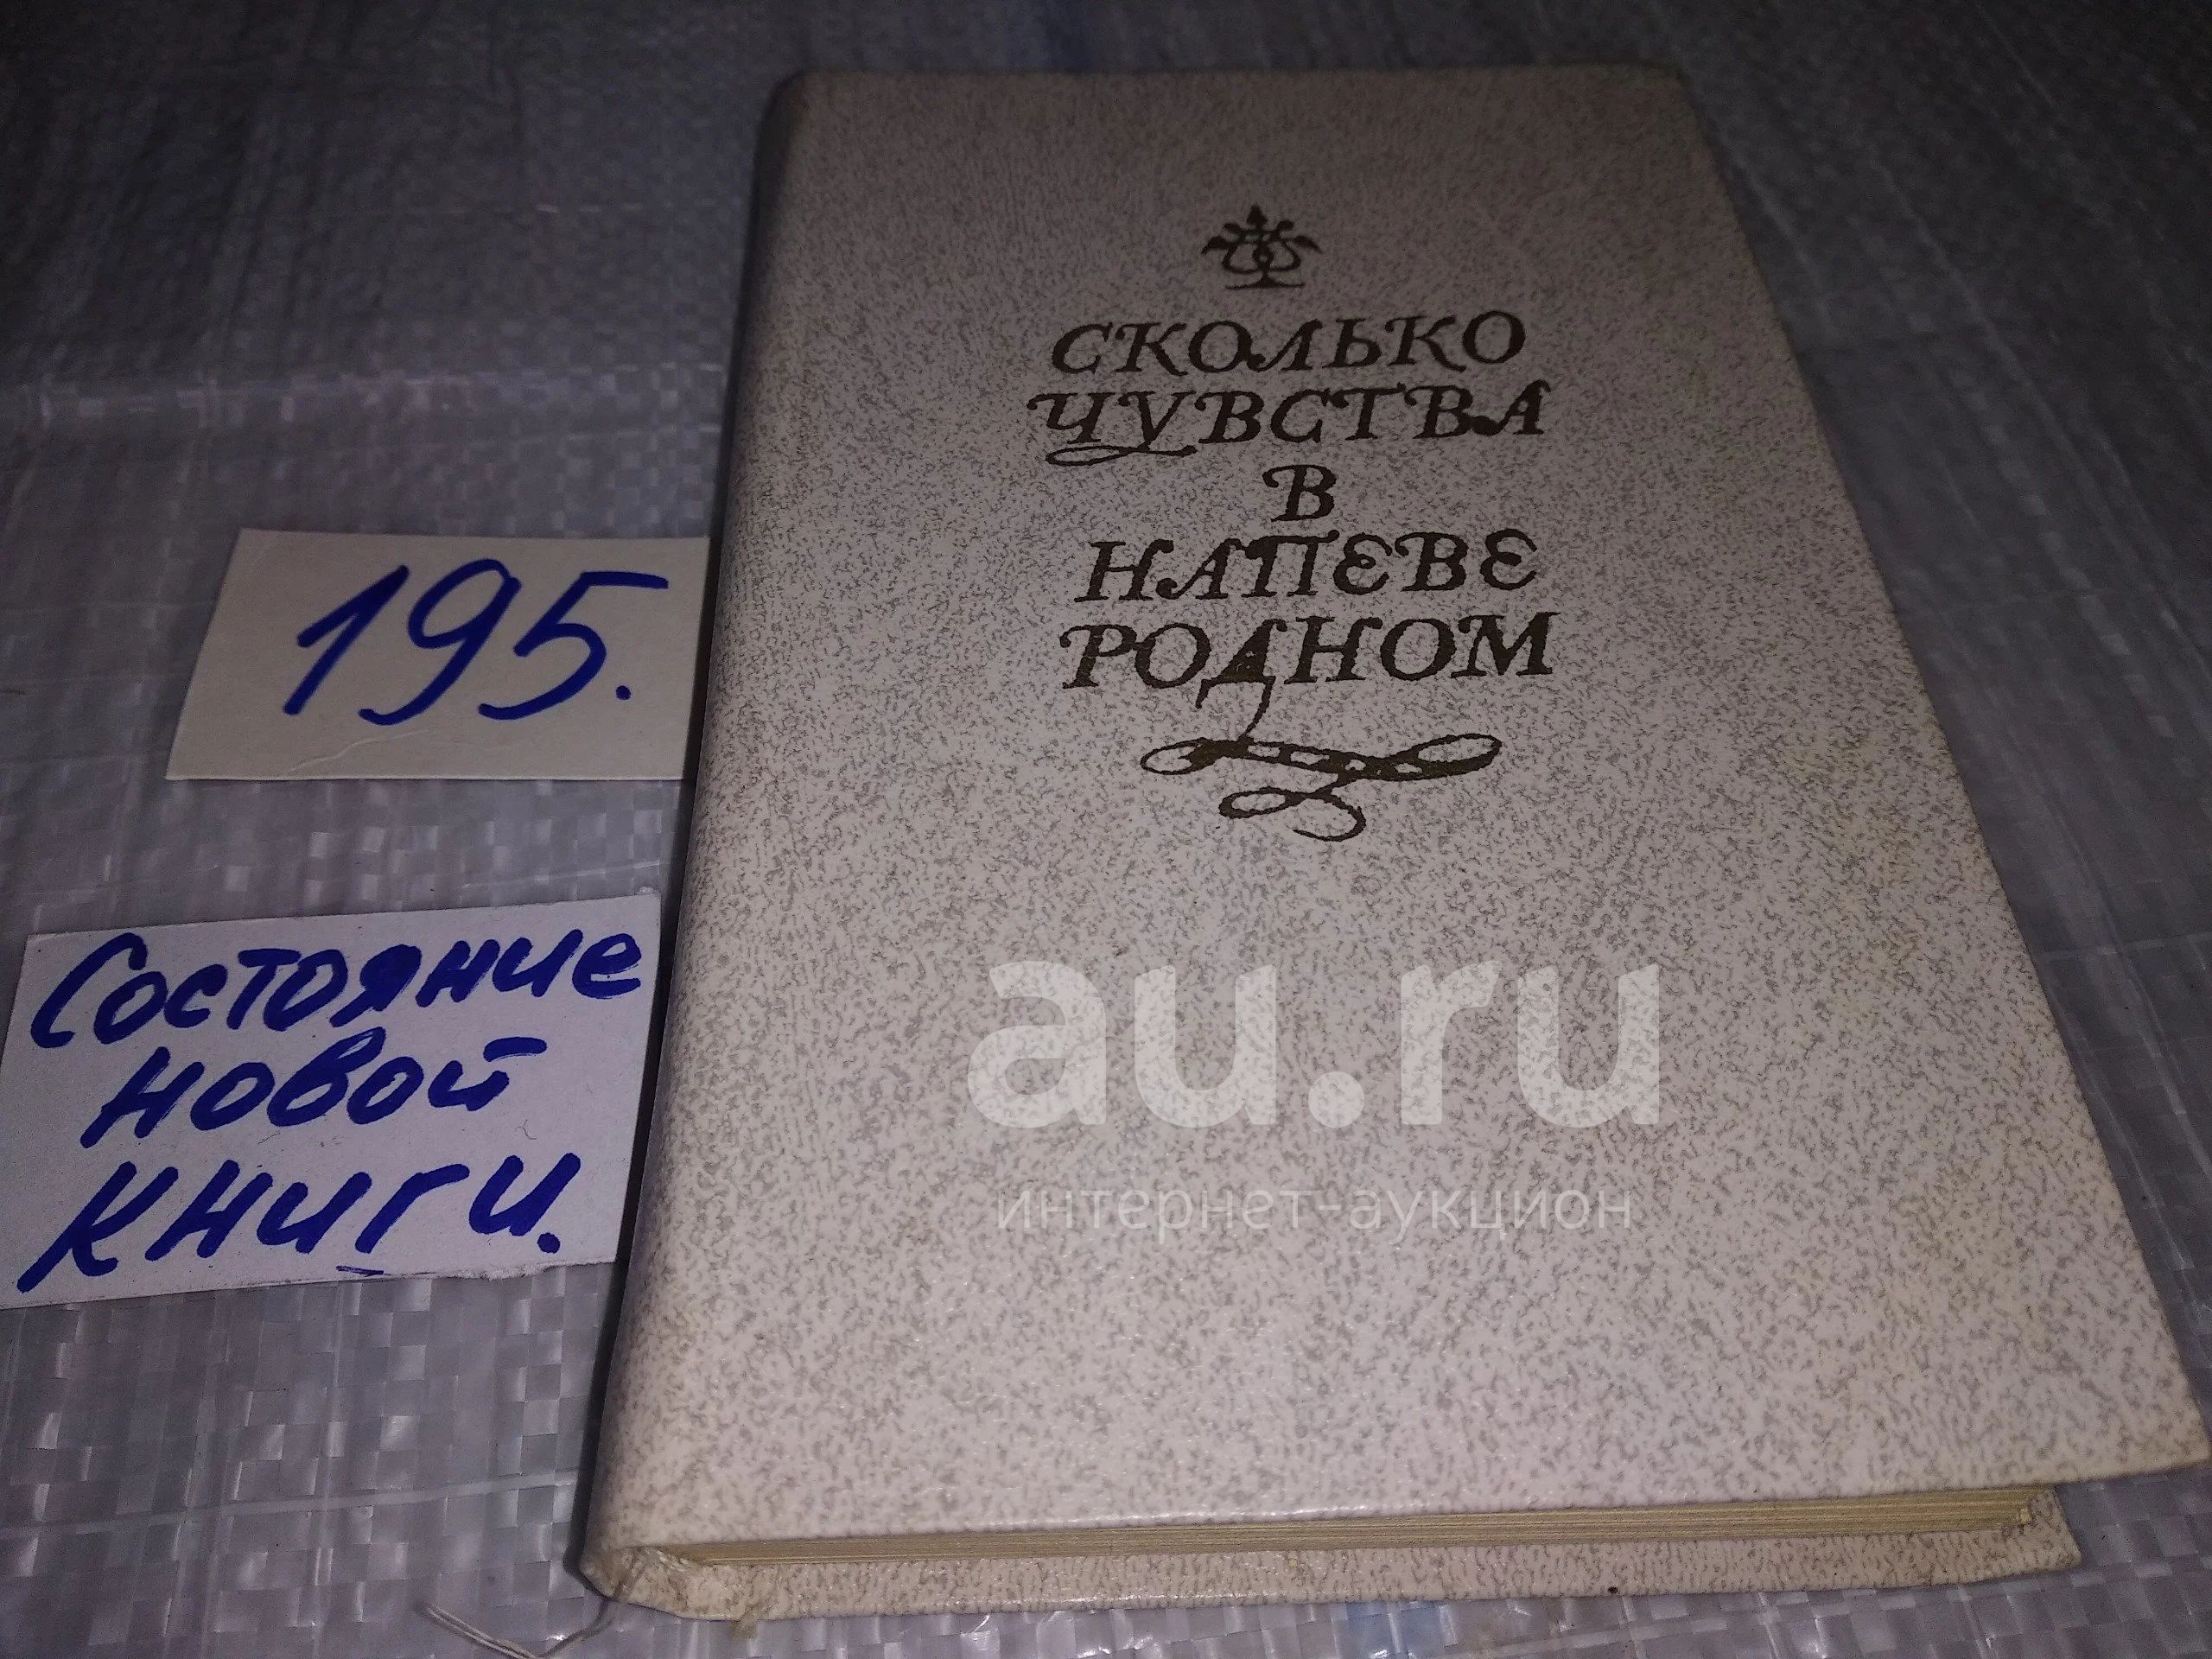 СКОЛЬКО
ЧУВСТВА
В
НАПЕВЕ
РОДНОМ
195.
Состояние
новой
книги.
au.ru
интернет-аукцион